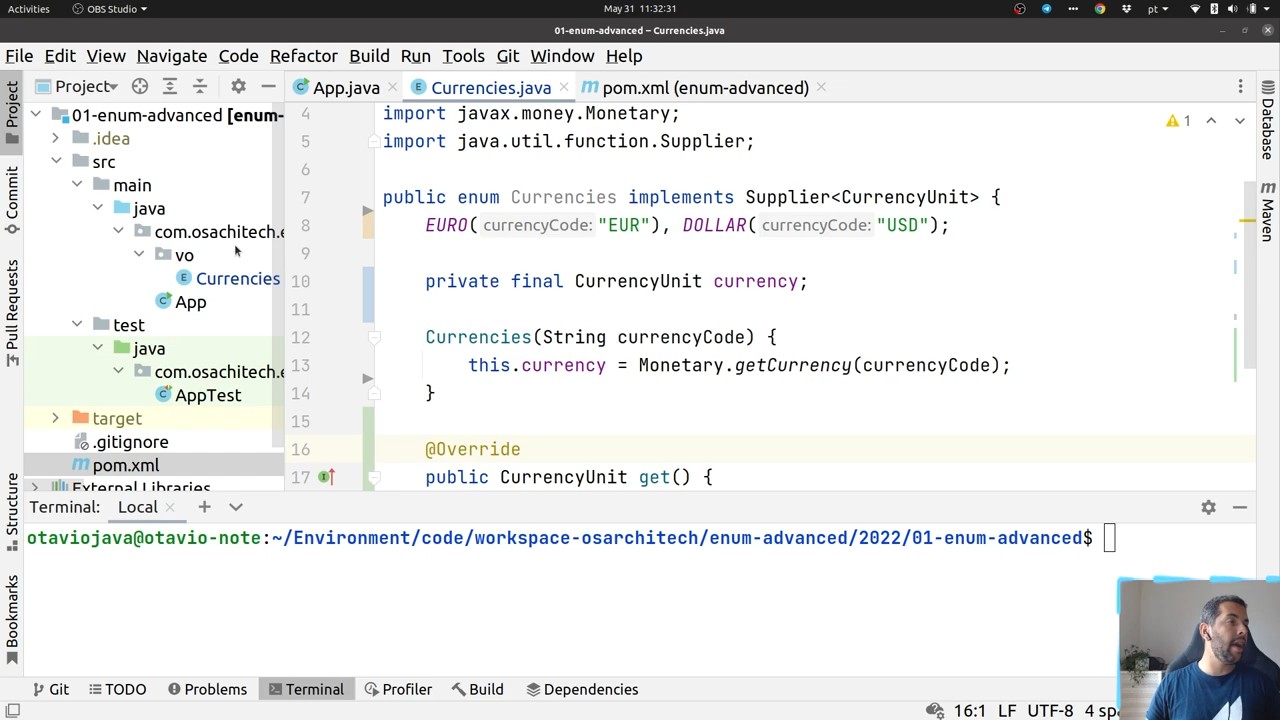 Activities
OBS Studio
May 31 11:32:31
pt
01-enum-advanced – Currencies.java
File Edit View Navigate Code Refactor Build Run Tools Git Window Help
Project
App.java
Currencies.java
pom.xml (enum-advanced)
Project
Commit
Pull Requests
Structure
Bookmarks
01-enum-advanced [enum-
.idea
src
main
java
com.osachitech.e
vo
Currencies
App
test
java
com.osachitech.e
AppTest
target
.gitignore
pom.xml
External Libraries
4 import javax.money.Monetary;
5 import java.util.function.Supplier;
6
7 public enum Currencies implements Supplier<CurrencyUnit> {
8 EURO( currencyCode: "EUR"), DOLLAR( currencyCode: "USD");
9
10 private final CurrencyUnit currency;
11
12 Currencies(String currencyCode) {
13 this.currency = Monetary.getCurrency(currencyCode);
14 }
15
16 @Override
17 public CurrencyUnit get() {
1
Database
Maven
Terminal: Local
otaviojava@otavio-note:~/Environment/code/workspace-osarchitech/enum-advanced/2022/01-enum-advanced$
Git TODO Problems Terminal Profiler Build Dependencies
16:1 LF UTF-8 4 spa